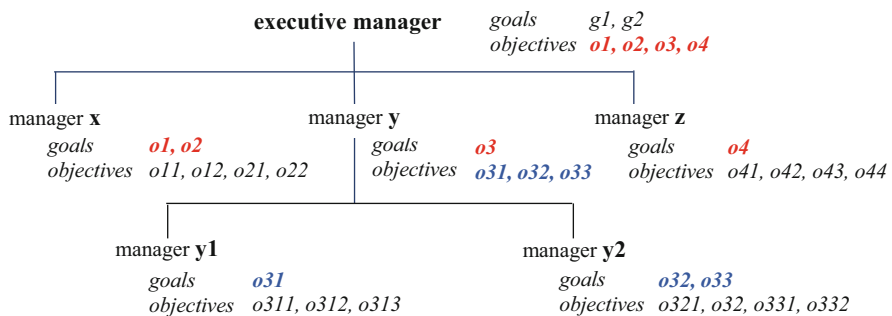 executive manager
goals g1, g2
objectives o1, o2, o3, o4
manager x
goals o1, o2
objectives o11, o12, o21, o22
manager y
goals o3
objectives o31, o32, o33
manager z
goals o4
objectives o41, o42, o43, o44
manager y1
goals o31
objectives o311, o312, o313
manager y2
goals o32, o33
objectives o321, o32, o331, o332